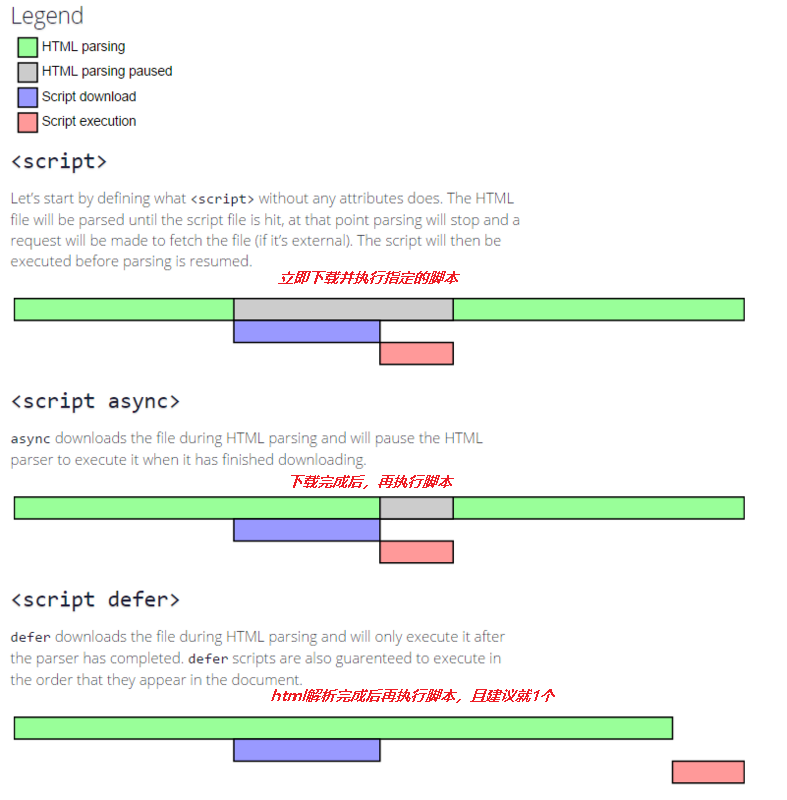 Legend
HTML parsing
HTML parsing paused
Script download
Script execution
<script>
Let's start by defining what <script> without any attributes does. The HTML
file will be parsed until the script file is hit, at that point parsing will stop and a
request will be made to fetch the file (if it's external). The script will then be
executed before parsing is resumed.
立即下载并执行指定的脚本
<script async>
async downloads the file during HTML parsing and will pause the HTML
parser to execute it when it has finished downloading.
下载完成后，再执行脚本
<script defer>
defer downloads the file during HTML parsing and will only execute it after
the parser has completed. defer scripts are also guarenteed to execute in
the order that they appear in the document.
html解析完成后再执行脚本，且建议就1个